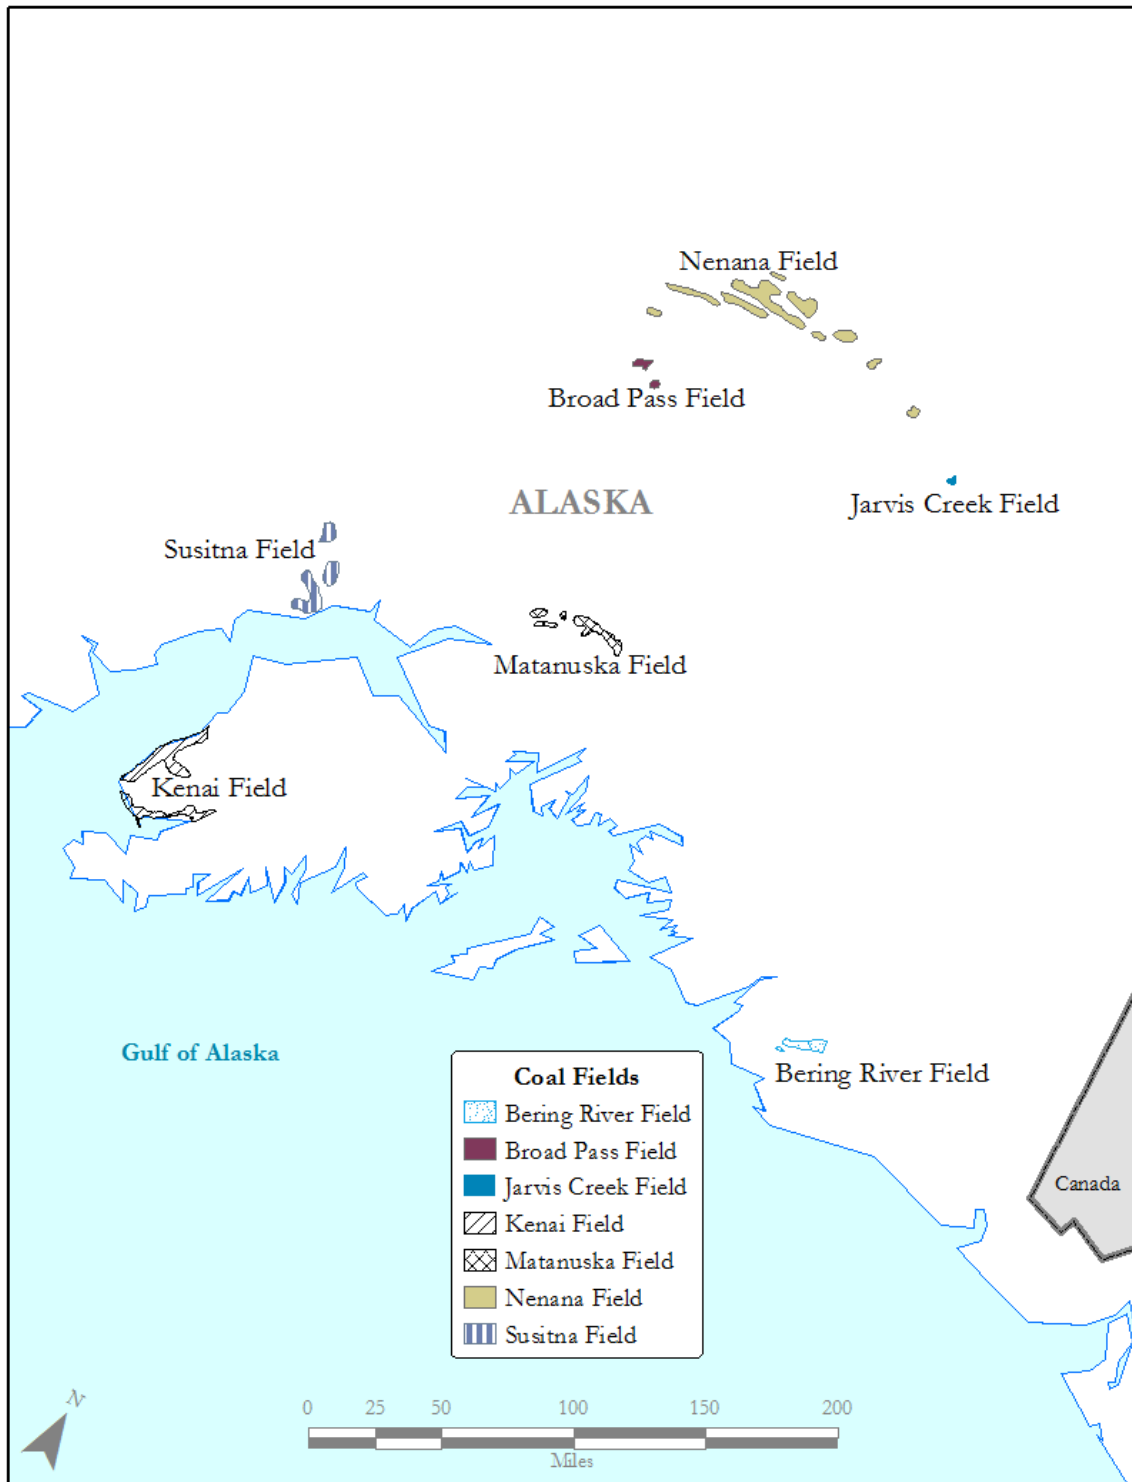 Nenana Field
Broad Pass Field
ALASKA
Jarvis Creek Field
Susitna Field
Matanuska Field
Kenai Field
Gulf of Alaska
Bering River Field
Canada
Coal Fields
Bering River Field
Broad Pass Field
Jarvis Creek Field
Kenai Field
Matanuska Field
Nenana Field
Susitna Field
N
0 25 50 100 150 200
Miles